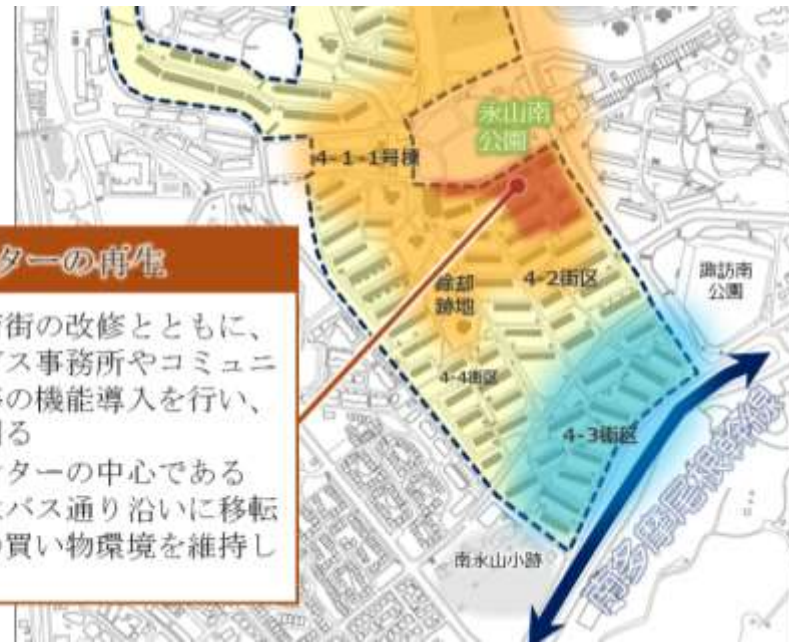 永山南
公園
4-1-1号棟
ターの再生
街の改修とともに、
ス事務所やコミュニ
の機能導入を行い、
る
ターの中心である
バス通り沿いに移転
買い物環境を維持し
除却
跡地
4-2街区
諏訪南
公園
4-4街区
4-3街区
南永山小跡
南多摩尾根幹線